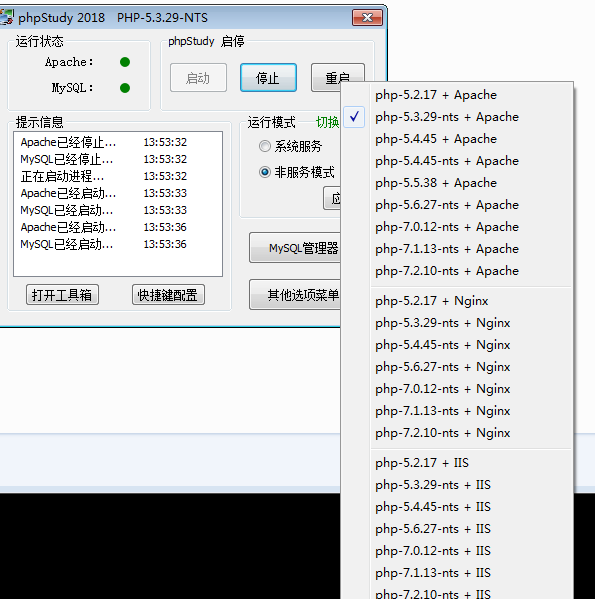 phpStudy 2018 PHP-5.3.29-NTS
运行状态
Apache:
MySQL:
phpStudy 启停
启动
停止
重启
提示信息
Apache已经停止... 13:53:32
MySQL已经停止... 13:53:32
正在启动进程... 13:53:32
Apache已经启动... 13:53:33
MySQL已经启动... 13:53:33
Apache已经启动... 13:53:36
MySQL已经启动... 13:53:36
打开工具箱
快捷键配置
运行模式 切换
系统服务
非服务模式
MySQL管理器
其他选项菜单
php-5.2.17 + Apache
php-5.3.29-nts + Apache
php-5.4.45 + Apache
php-5.4.45-nts + Apache
php-5.5.38 + Apache
php-5.6.27-nts + Apache
php-7.0.12-nts + Apache
php-7.1.13-nts + Apache
php-7.2.10-nts + Apache
php-5.2.17 + Nginx
php-5.3.29-nts + Nginx
php-5.4.45-nts + Nginx
php-5.6.27-nts + Nginx
php-7.0.12-nts + Nginx
php-7.1.13-nts + Nginx
php-7.2.10-nts + Nginx
php-5.2.17 + IIS
php-5.3.29-nts + IIS
php-5.4.45-nts + IIS
php-5.6.27-nts + IIS
php-7.0.12-nts + IIS
php-7.1.13-nts + IIS
php-7.2.10-nts + IIS